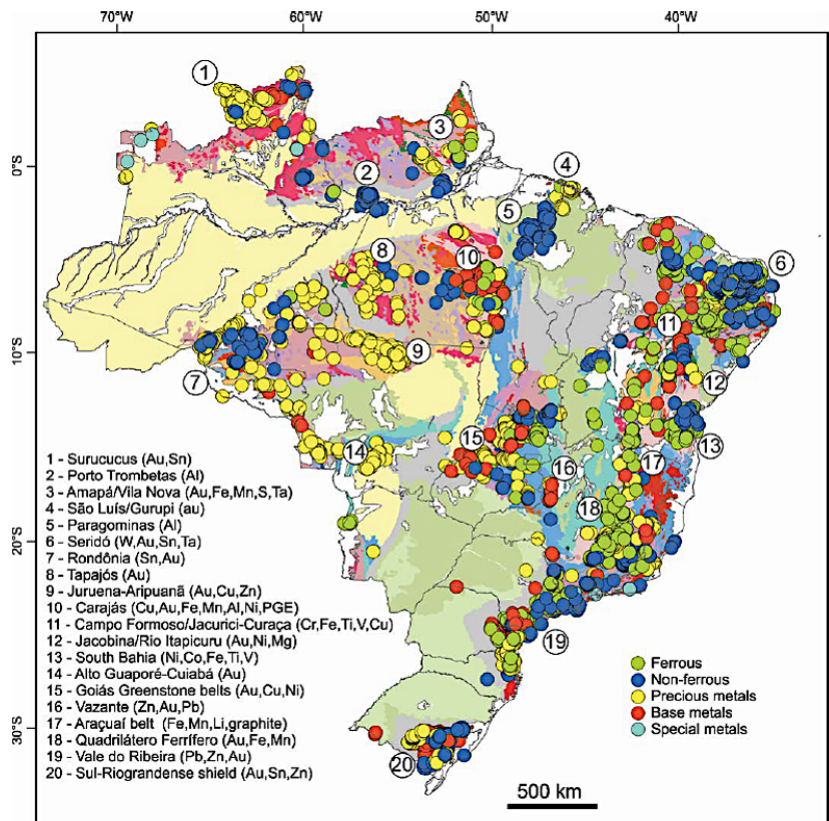 70°W 60°W 50°W 40°W
1
3
0°S
2
4
5
8
10
6
11
9
10°S
7
12
15
13
14
16
17
1 - Surucucus (Au,Sn)
2 - Porto Trombetas (Al)
18
3 - Amapá/Vila Nova (Au,Fe,Mn,S,Ta)
4 - São Luís/Gurupi (au)
5 - Paragominas (Al)
20°S
6 - Seridó (W,Au,Sn,Ta)
7 - Rondônia (Sn,Au)
8 - Tapajós (Au)
9 - Juruena-Aripuanã (Au,Cu,Zn)
10 - Carajás (Cu,Au,Fe,Mn,Al,Ni,PGE)
11 - Campo Formoso/Jacurici-Curaça (Cr,Fe,Ti,V,Cu)
19
12 - Jacobina/Rio Itapicuru (Au,Ni,Mg)
13 - South Bahia (Ni,Co,Fe,Ti,V)
14 - Alto Guaporé-Cuiabá (Au)
15 - Goiás Greenstone belts (Au,Cu,Ni)
16 - Vazante (Zn,Au,Pb)
17 - Araçuaí belt (Fe,Mn,Li,graphite)
30°S
18 - Quadrilátero Ferrífero (Au,Fe,Mn)
19 - Vale do Ribeira (Pb,Zn,Au)
20 - Sul-Riograndense shield (Au,Sn,Zn)
20
Ferrous
Non-ferrous
Precious metals
Base metals
Special metals
500 km